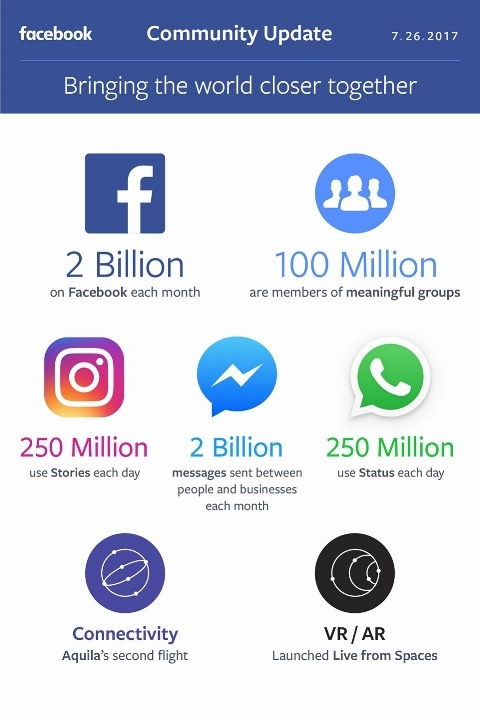 facebook Community Update 7.26.2017
Bringing the world closer together
2 Billion
on Facebook each month
100 Million
are members of meaningful groups
250 Million
use Stories each day
2 Billion
messages sent between
people and businesses
each month
250 Million
use Status each day
Connectivity
Aquila's second flight
VR / AR
Launched Live from Spaces